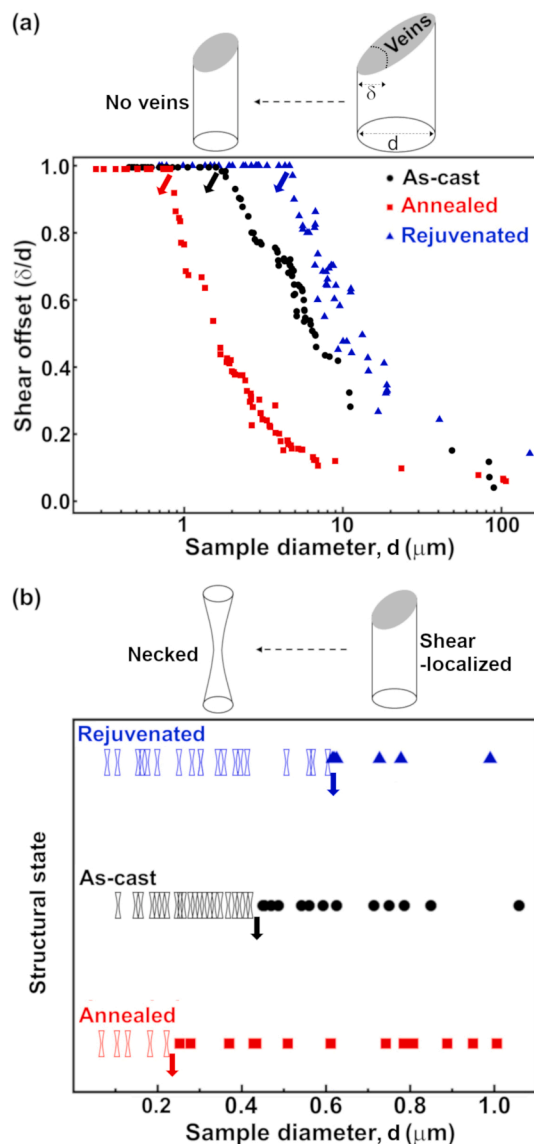 (a)
Veins
No veins
δ
d
1.0
0.8
0.6
0.4
0.2
0.0
Shear offset (δ/d)
As-cast
Annealed
Rejuvenated
1
10
100
Sample diameter, d (μm)
(b)
Necked
Shear
-localized
Rejuvenated
As-cast
Annealed
Structural state
0.2
0.4
0.6
0.8
1.0
Sample diameter, d (μm)